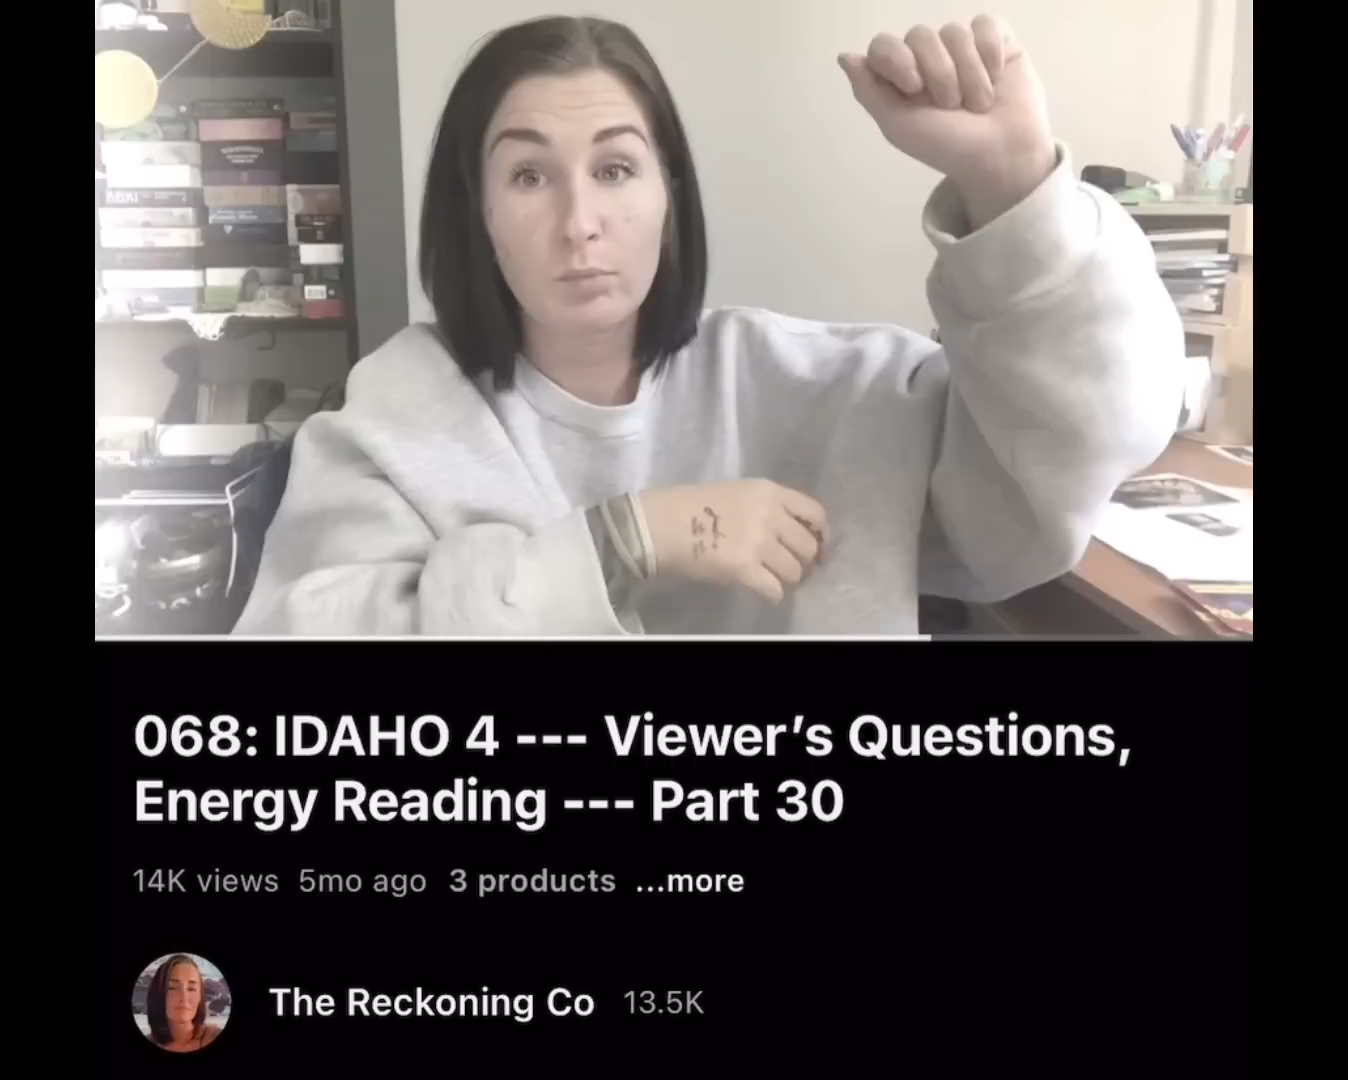 068: IDAHO 4 --- Viewer’s Questions,
Energy Reading --- Part 30
14K views 5mo ago 3 products ...more
The Reckoning Co 13.5K